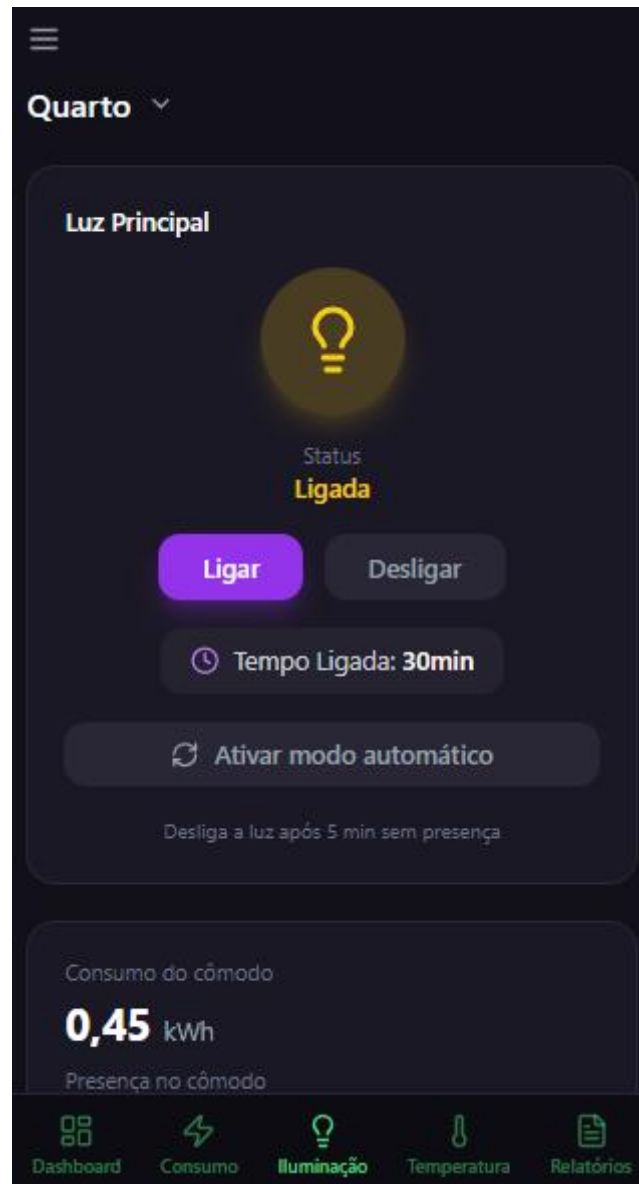 Quarto
Luz Principal
Status
Ligada
Ligar Desligar
Tempo Ligada: 30min
Ativar modo automático
Desliga a luz após 5 min sem presença
Consumo do cômodo
0,45 kWh
Presença no cômodo
Dashboard Consumo Iluminação Temperatura Relatórios